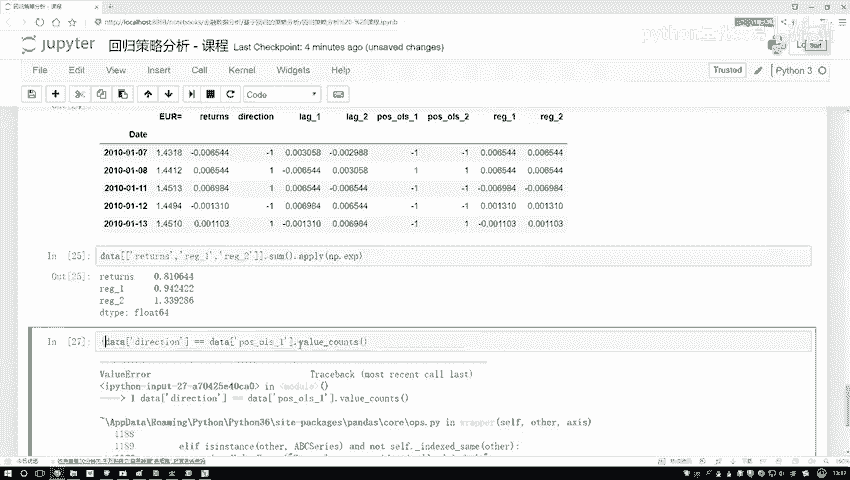 回归策略分析 - 课程
jupyter 回归策略分析 - 课程 Last Checkpoint: 4 minutes ago (unsaved changes)
File Edit View Insert Cell Kernel Widgets Help
Trusted Python 3
Code
EUR= returns direction lag_1 lag_2 pos_ols_1 pos_ols_2 reg_1 reg_2
Date
2010-01-07 1.4318 -0.006544 -1 0.003058 -0.002988 -1 -1 0.006544 0.006544
2010-01-08 1.4412 0.006544 1 -0.006544 0.003058 1 1 0.006544 0.006544
2010-01-11 1.4513 0.006984 1 0.006544 -0.006544 -1 -1 -0.006984 -0.006984
2010-01-12 1.4494 -0.001310 -1 0.006984 0.006544 -1 -1 0.001310 0.001310
2010-01-13 1.4510 0.001103 1 -0.001310 0.006984 -1 1 -0.001103 0.001103
In [25]: data[['returns','reg_1','reg_2']].sum().apply(np.exp)
Out[25]: returns 0.810644
reg_1 0.942422
reg_2 1.339286
dtype: float64
In [27]: data['direction'] == data['pos_ols_1'].value_counts()
ValueError Traceback (most recent call last)
<ipython-input-27-a70425e40ca0> in <module>()
----> 1 data['direction'] == data['pos_ols_1'].value_counts()
~\AppData\Roaming\Python\Python36\site-packages\pandas\core\ops.py in wrapper(self, other, axis)
1188
1189 elif isinstance(other, ABCSeries) and not self._indexed_same(other):